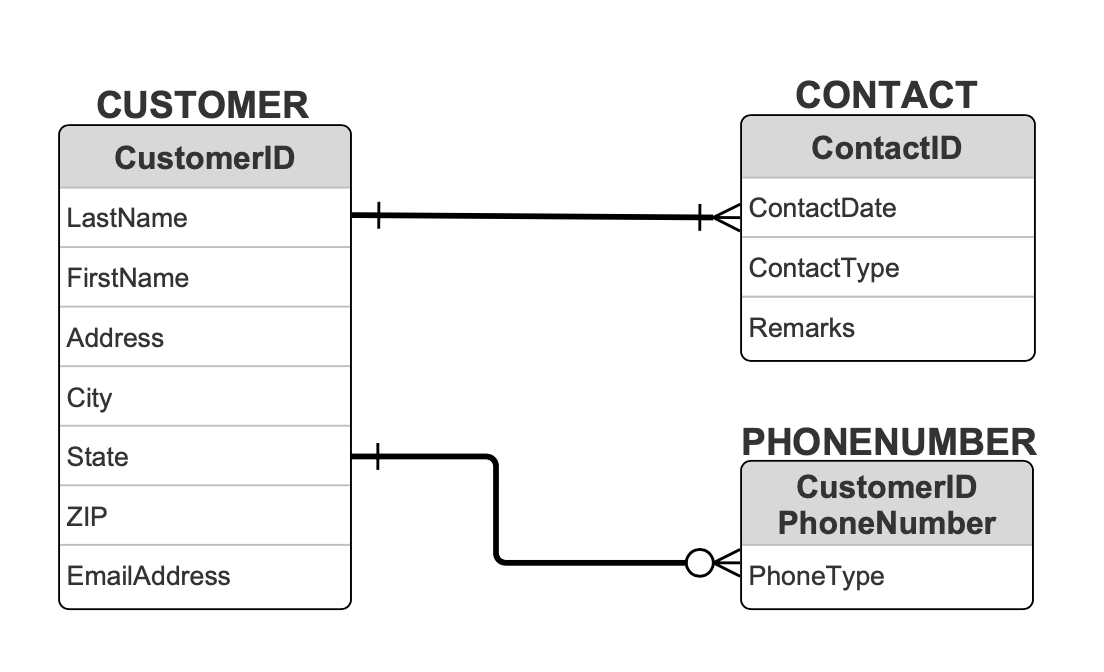 CUSTOMER
CustomerID
LastName
FirstName
Address
City
State
ZIP
EmailAddress
CONTACT
ContactID
ContactDate
ContactType
Remarks
PHONENUMBER
CustomerID
PhoneNumber
PhoneType